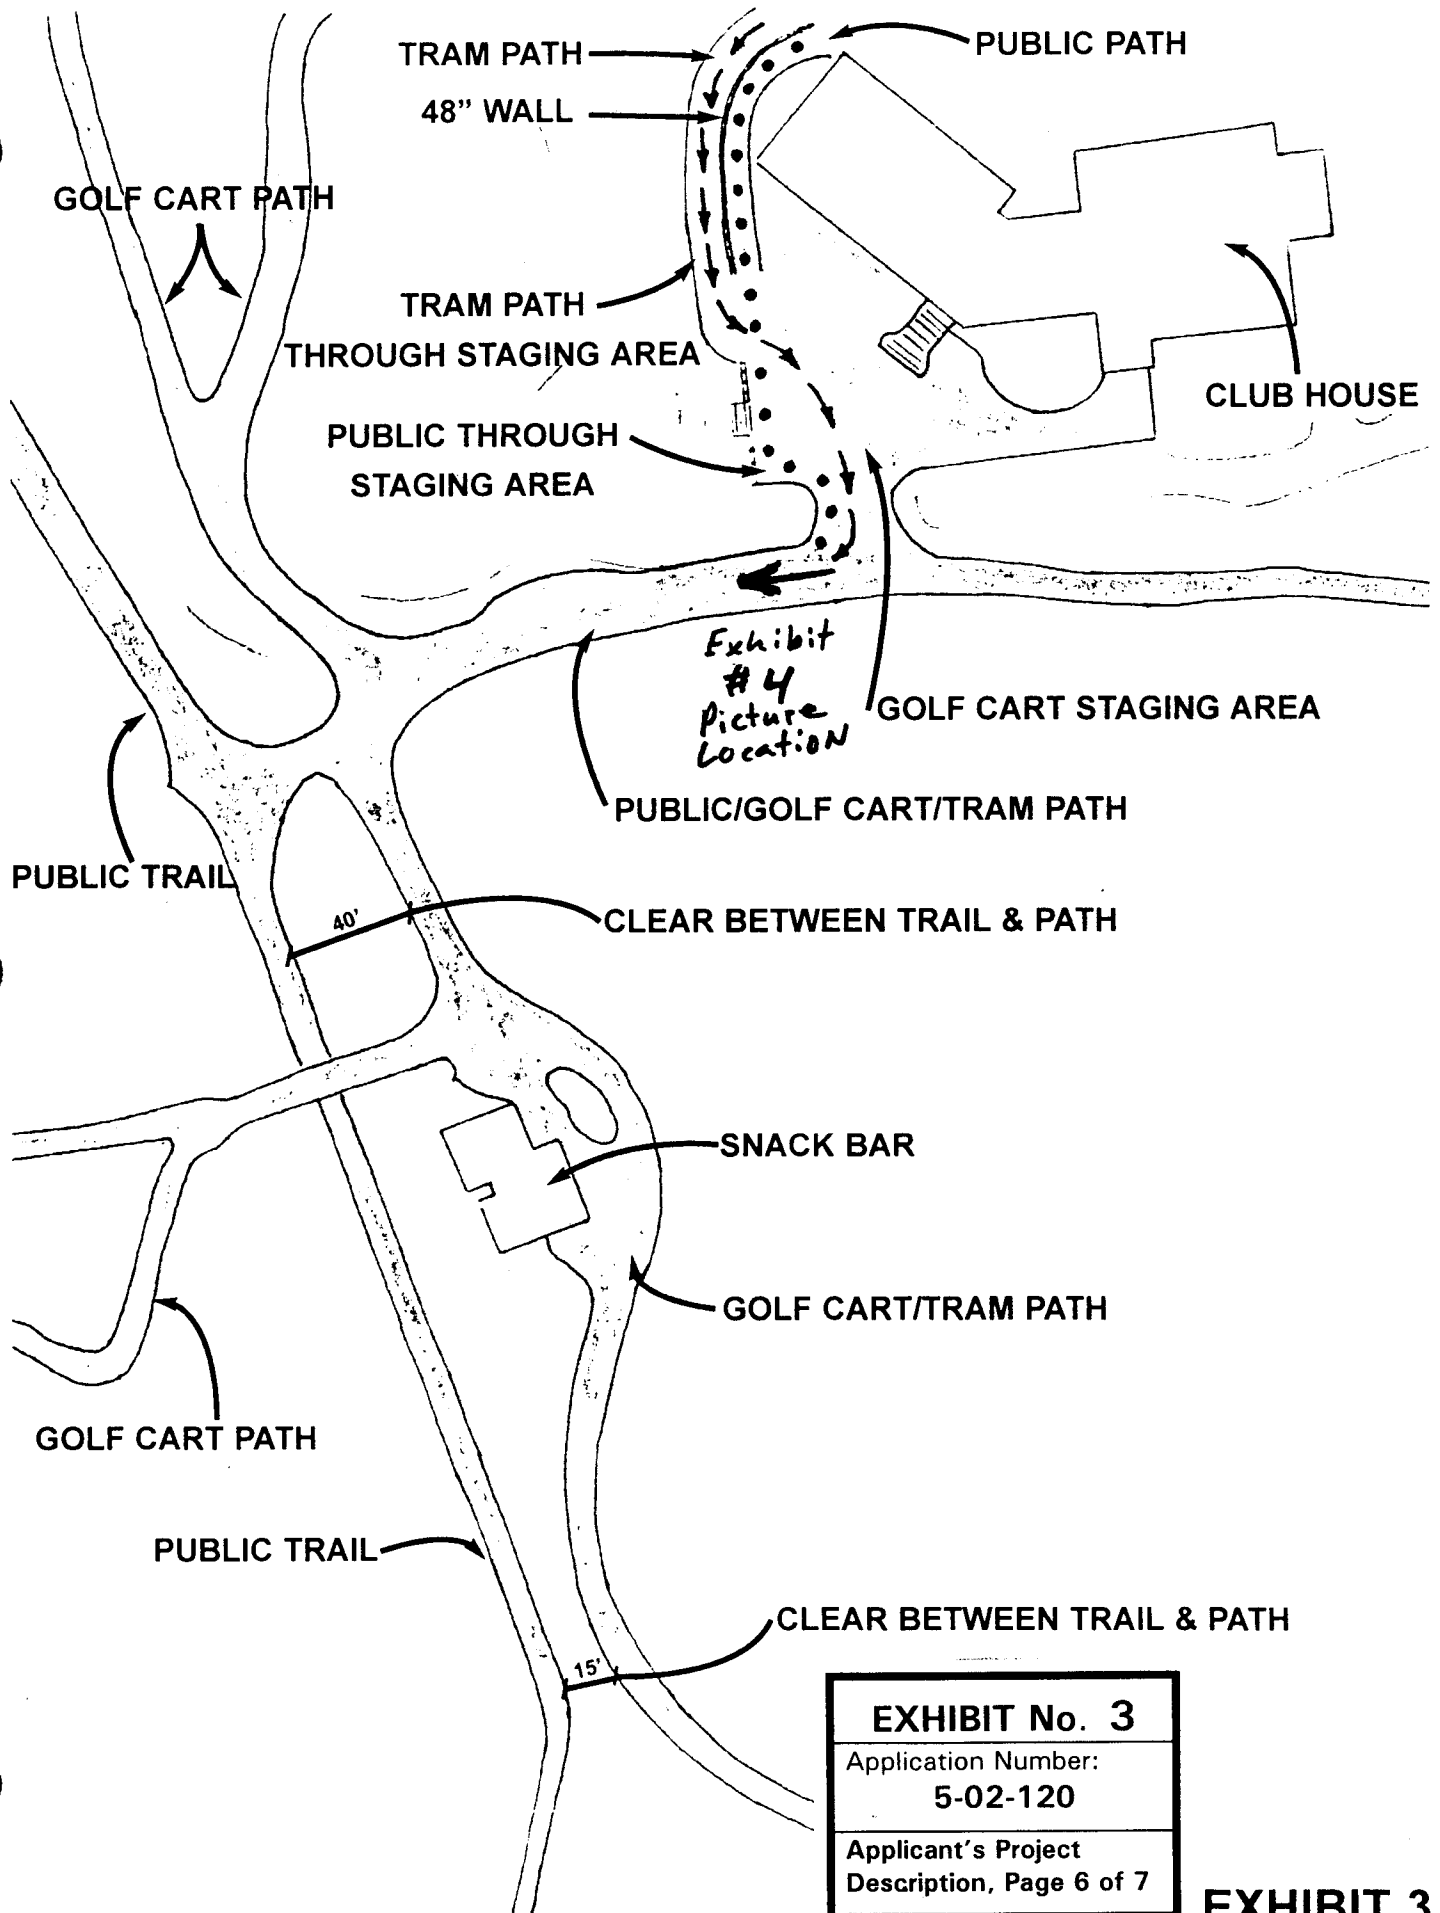 TRAM PATH
PUBLIC PATH
48" WALL
GOLF CART PATH
TRAM PATH
THROUGH STAGING AREA
CLUB HOUSE
PUBLIC THROUGH
STAGING AREA
Exhibit
#4
Picture
Location
GOLF CART STAGING AREA
PUBLIC/GOLF CART/TRAM PATH
PUBLIC TRAIL
40'
CLEAR BETWEEN TRAIL & PATH
SNACK BAR
GOLF CART/TRAM PATH
GOLF CART PATH
PUBLIC TRAIL
CLEAR BETWEEN TRAIL & PATH
15'
EXHIBIT No. 3
Application Number:
5-02-120
Applicant's Project
Description, Page 6 of 7
EXHIBIT 3